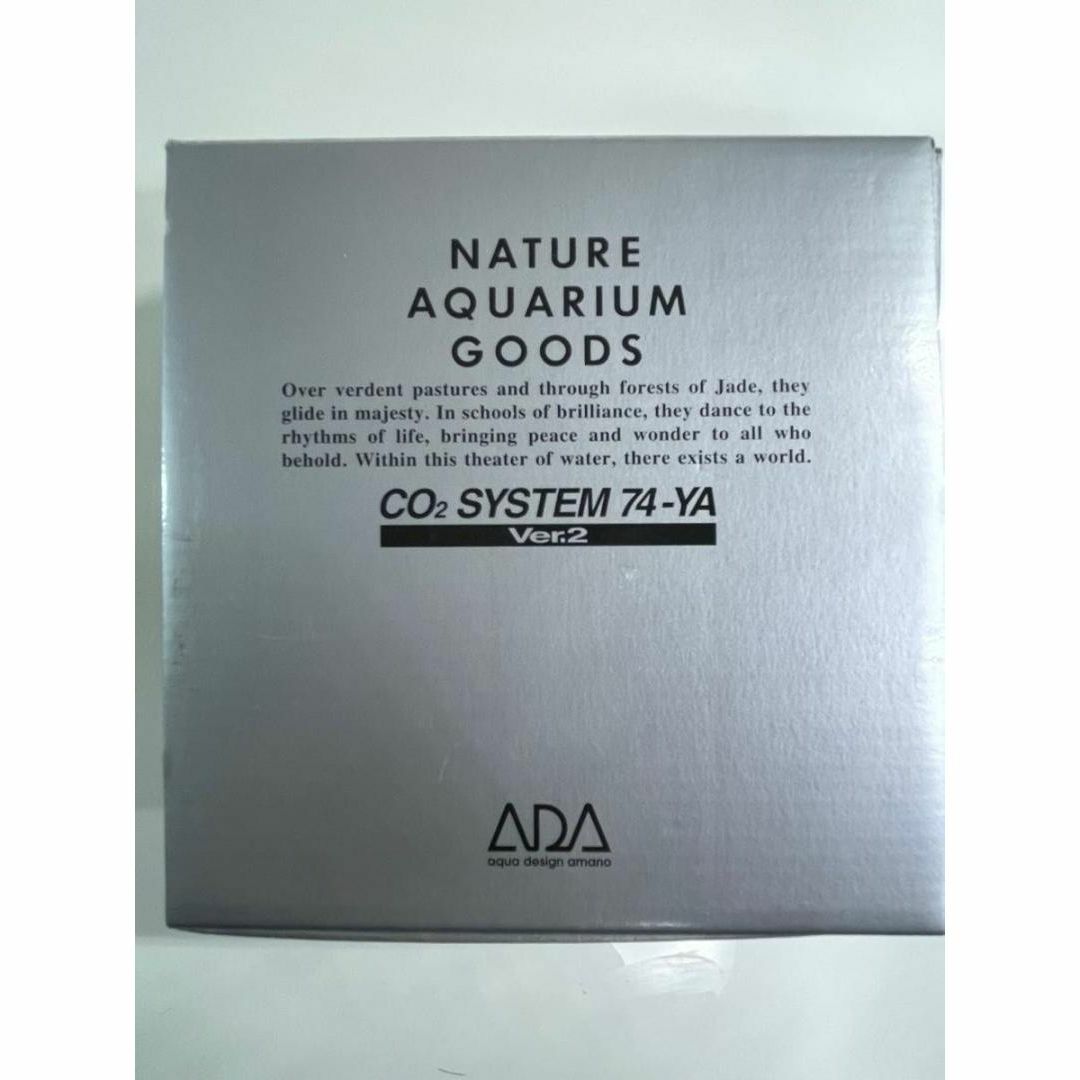 NATURE
AQUARIUM
GOODS
Over verdent pastures and through forests of Jade, they
glide in majesty. In schools of brilliance, they dance to the
rhythms of life, bringing peace and wonder to all who
behold. Within this theater of water, there exists a world.
CO₂ SYSTEM 74-YA
Ver.2
ADA
aqua design amano